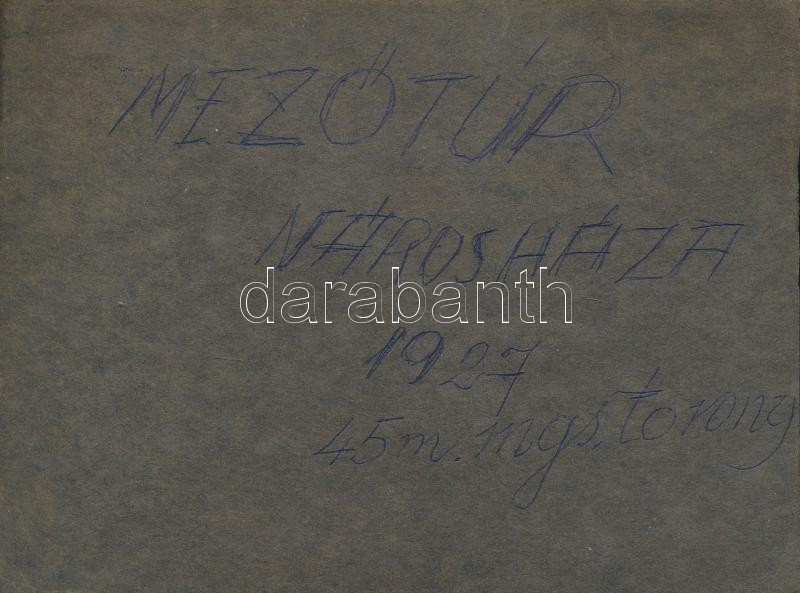 MEZŐTÚR
VÁROSHÁZA
darabanth
1927
45m. mgs. torony